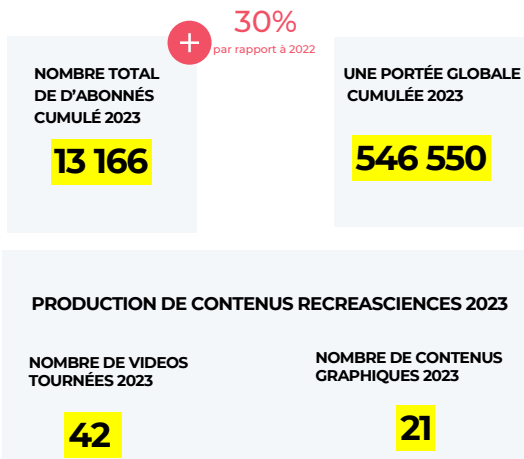 30%
par rapport à 2022
NOMBRE TOTAL
DE D'ABONNÉS
CUMULÉ 2023
13 166
UNE PORTÉE GLOBALE
CUMULÉE 2023
546 550
PRODUCTION DE CONTENUS RECREASCIENCES 2023
NOMBRE DE VIDEOS
TOURNÉES 2023
42
NOMBRE DE CONTENUS
GRAPHIQUES 2023
21